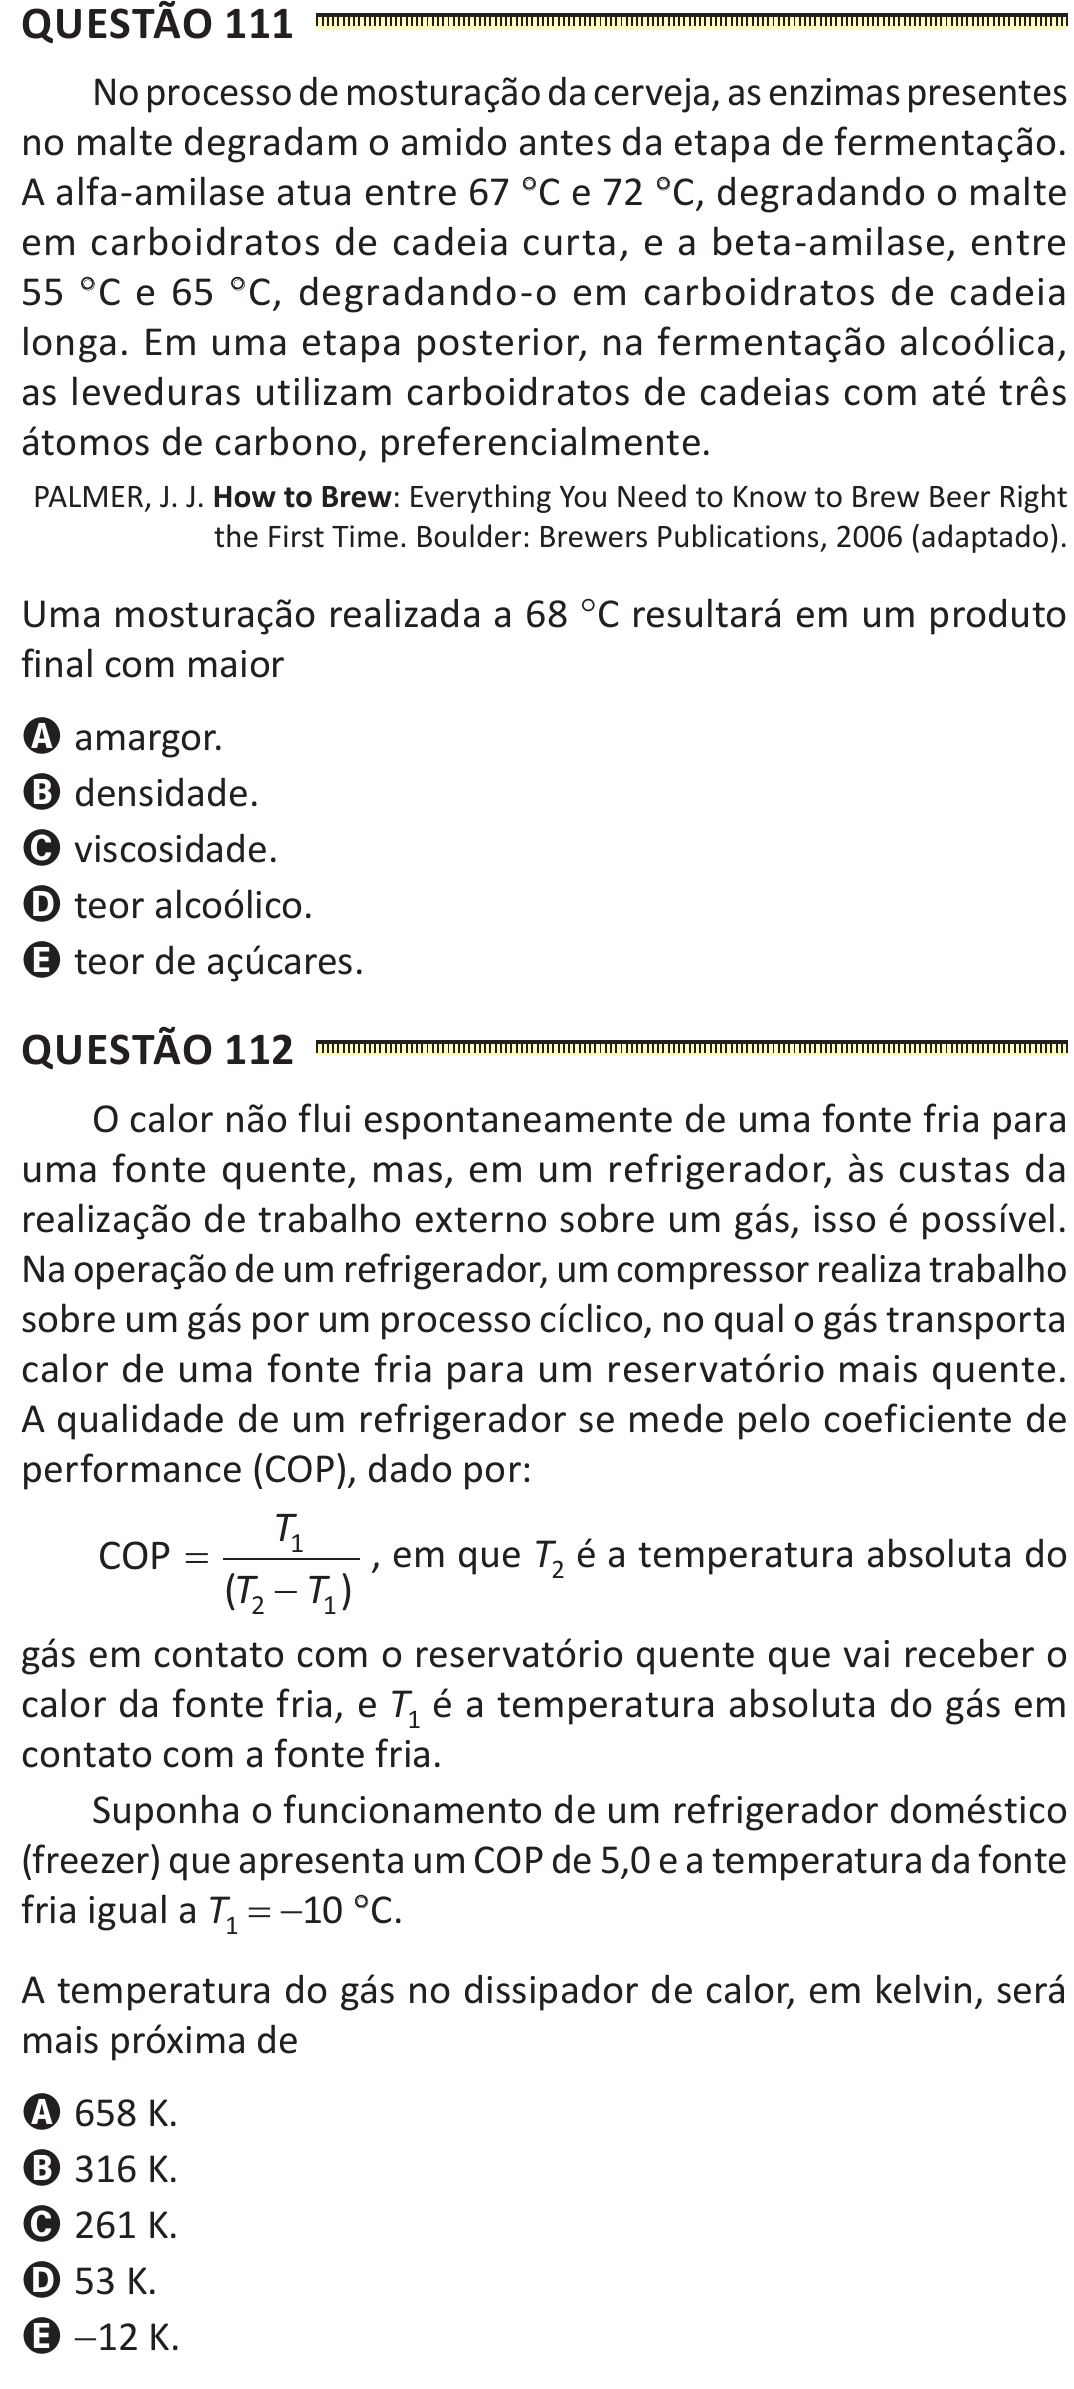 QUESTÃO 111
No processo de mosturação da cerveja, as enzimas presentes
no malte degradam o amido antes da etapa de fermentação.
A alfa-amilase atua entre 67 °C e 72 °C, degradando o malte
em carboidratos de cadeia curta, e a beta-amilase, entre
55 °C e 65 °C, degradando-o em carboidratos de cadeia
longa. Em uma etapa posterior, na fermentação alcoólica,
as leveduras utilizam carboidratos de cadeias com até três
átomos de carbono, preferencialmente.
PALMER, J. J. How to Brew: Everything You Need to Know to Brew Beer Right
the First Time. Boulder: Brewers Publications, 2006 (adaptado).
Uma mosturação realizada a 68 °C resultará em um produto
final com maior
A amargor.
B densidade.
C viscosidade.
D teor alcoólico.
E teor de açúcares.
QUESTÃO 112
O calor não flui espontaneamente de uma fonte fria para
uma fonte quente, mas, em um refrigerador, às custas da
realização de trabalho externo sobre um gás, isso é possível.
Na operação de um refrigerador, um compressor realiza trabalho
sobre um gás por um processo cíclico, no qual o gás transporta
calor de uma fonte fria para um reservatório mais quente.
A qualidade de um refrigerador se mede pelo coeficiente de
performance (COP), dado por:
COP = T₁ / (T₂ − T₁) , em que T₂ é a temperatura absoluta do
gás em contato com o reservatório quente que vai receber o
calor da fonte fria, e T₁ é a temperatura absoluta do gás em
contato com a fonte fria.
Suponha o funcionamento de um refrigerador doméstico
(freezer) que apresenta um COP de 5,0 e a temperatura da fonte
fria igual a T₁ = −10 °C.
A temperatura do gás no dissipador de calor, em kelvin, será
mais próxima de
A 658 K.
B 316 K.
C 261 K.
D 53 K.
E −12 K.